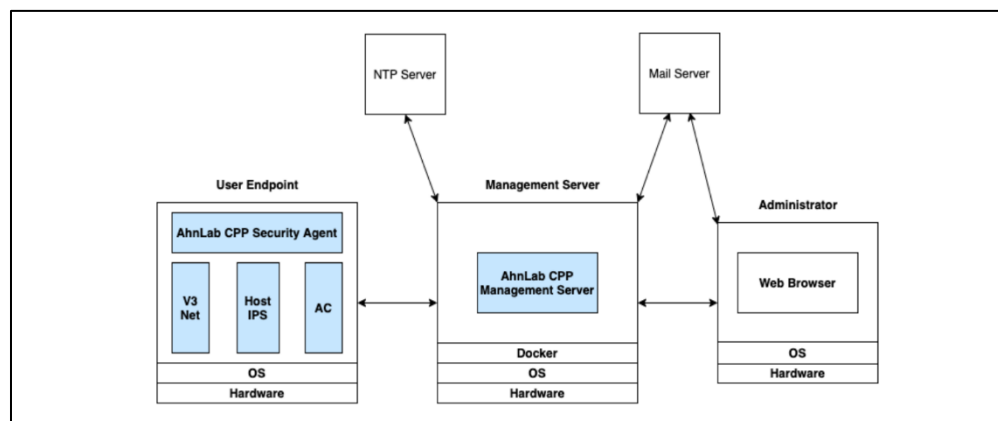 NTP Server
Mail Server
User Endpoint
Management Server
Administrator
AhnLab CPP Security Agent
V3
Net
Host
IPS
AC
AhnLab CPP
Management Server
Web Browser
Docker
OS
Hardware
OS
Hardware
OS
Hardware